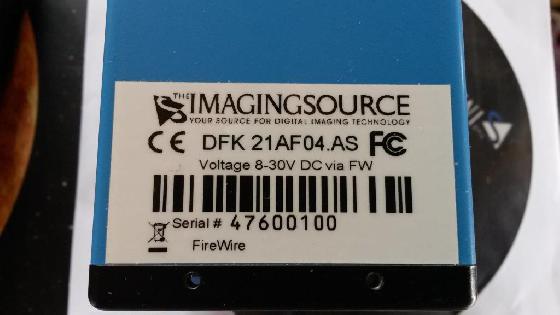 THE IMAGINGSOURCE
YOUR SOURCE FOR DIGITAL IMAGING TECHNOLOGY
CE DFK 21AF04.AS FC
Voltage 8-30V DC via FW
Serial # 47600100
FireWire